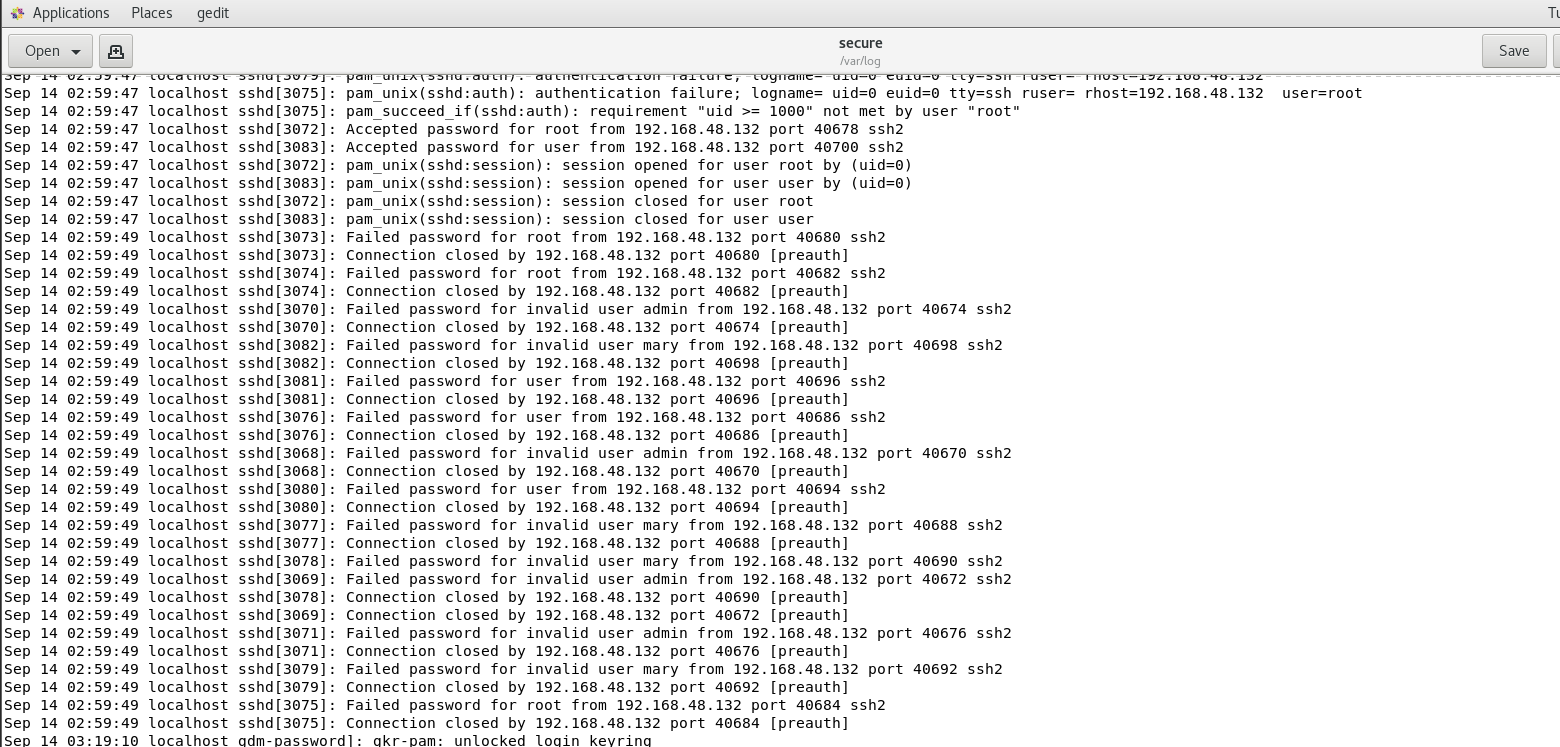 Applications Places gedit Tu
Open secure Save
/var/log
Sep 14 02:59:47 localhost sshd[3079]: pam_unix(sshd:auth): authentication failure; logname= uid=0 euid=0 tty=ssh ruser= rhost=192.168.48.132
Sep 14 02:59:47 localhost sshd[3075]: pam_unix(sshd:auth): authentication failure; logname= uid=0 euid=0 tty=ssh ruser= rhost=192.168.48.132  user=root
Sep 14 02:59:47 localhost sshd[3075]: pam_succeed_if(sshd:auth): requirement "uid >= 1000" not met by user "root"
Sep 14 02:59:47 localhost sshd[3072]: Accepted password for root from 192.168.48.132 port 40678 ssh2
Sep 14 02:59:47 localhost sshd[3083]: Accepted password for user from 192.168.48.132 port 40700 ssh2
Sep 14 02:59:47 localhost sshd[3072]: pam_unix(sshd:session): session opened for user root by (uid=0)
Sep 14 02:59:47 localhost sshd[3083]: pam_unix(sshd:session): session opened for user user by (uid=0)
Sep 14 02:59:47 localhost sshd[3072]: pam_unix(sshd:session): session closed for user root
Sep 14 02:59:47 localhost sshd[3083]: pam_unix(sshd:session): session closed for user user
Sep 14 02:59:49 localhost sshd[3073]: Failed password for root from 192.168.48.132 port 40680 ssh2
Sep 14 02:59:49 localhost sshd[3073]: Connection closed by 192.168.48.132 port 40680 [preauth]
Sep 14 02:59:49 localhost sshd[3074]: Failed password for root from 192.168.48.132 port 40682 ssh2
Sep 14 02:59:49 localhost sshd[3074]: Connection closed by 192.168.48.132 port 40682 [preauth]
Sep 14 02:59:49 localhost sshd[3070]: Failed password for invalid user admin from 192.168.48.132 port 40674 ssh2
Sep 14 02:59:49 localhost sshd[3070]: Connection closed by 192.168.48.132 port 40674 [preauth]
Sep 14 02:59:49 localhost sshd[3082]: Failed password for invalid user mary from 192.168.48.132 port 40698 ssh2
Sep 14 02:59:49 localhost sshd[3082]: Connection closed by 192.168.48.132 port 40698 [preauth]
Sep 14 02:59:49 localhost sshd[3081]: Failed password for user from 192.168.48.132 port 40696 ssh2
Sep 14 02:59:49 localhost sshd[3081]: Connection closed by 192.168.48.132 port 40696 [preauth]
Sep 14 02:59:49 localhost sshd[3076]: Failed password for user from 192.168.48.132 port 40686 ssh2
Sep 14 02:59:49 localhost sshd[3076]: Connection closed by 192.168.48.132 port 40686 [preauth]
Sep 14 02:59:49 localhost sshd[3068]: Failed password for invalid user admin from 192.168.48.132 port 40670 ssh2
Sep 14 02:59:49 localhost sshd[3068]: Connection closed by 192.168.48.132 port 40670 [preauth]
Sep 14 02:59:49 localhost sshd[3080]: Failed password for user from 192.168.48.132 port 40694 ssh2
Sep 14 02:59:49 localhost sshd[3080]: Connection closed by 192.168.48.132 port 40694 [preauth]
Sep 14 02:59:49 localhost sshd[3077]: Failed password for invalid user mary from 192.168.48.132 port 40688 ssh2
Sep 14 02:59:49 localhost sshd[3077]: Connection closed by 192.168.48.132 port 40688 [preauth]
Sep 14 02:59:49 localhost sshd[3078]: Failed password for invalid user mary from 192.168.48.132 port 40690 ssh2
Sep 14 02:59:49 localhost sshd[3069]: Failed password for invalid user admin from 192.168.48.132 port 40672 ssh2
Sep 14 02:59:49 localhost sshd[3078]: Connection closed by 192.168.48.132 port 40690 [preauth]
Sep 14 02:59:49 localhost sshd[3069]: Connection closed by 192.168.48.132 port 40672 [preauth]
Sep 14 02:59:49 localhost sshd[3071]: Failed password for invalid user admin from 192.168.48.132 port 40676 ssh2
Sep 14 02:59:49 localhost sshd[3071]: Connection closed by 192.168.48.132 port 40676 [preauth]
Sep 14 02:59:49 localhost sshd[3079]: Failed password for invalid user mary from 192.168.48.132 port 40692 ssh2
Sep 14 02:59:49 localhost sshd[3079]: Connection closed by 192.168.48.132 port 40692 [preauth]
Sep 14 02:59:49 localhost sshd[3075]: Failed password for root from 192.168.48.132 port 40684 ssh2
Sep 14 02:59:49 localhost sshd[3075]: Connection closed by 192.168.48.132 port 40684 [preauth]
Sep 14 03:19:10 localhost gdm-password]: gkr-pam: unlocked login keyring